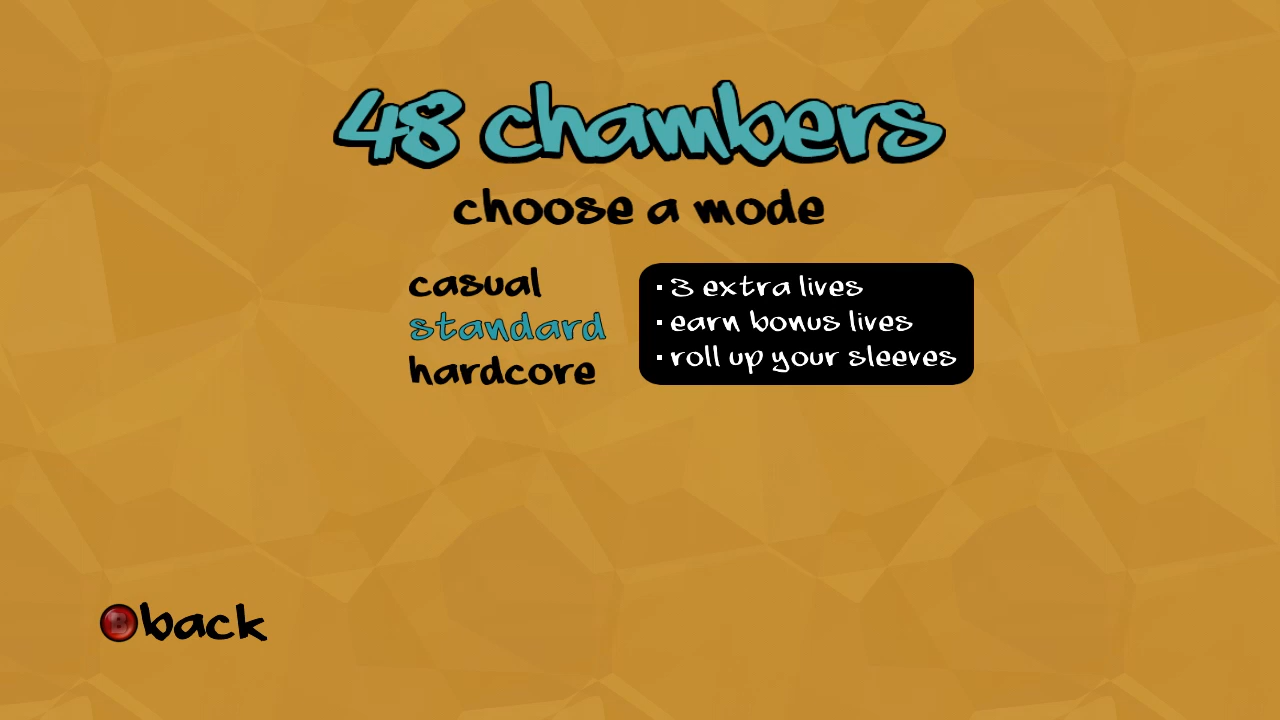 48 chambers
choose a mode
casual
standard
hardcore
• 3 extra lives
• earn bonus lives
• roll up your sleeves
B back